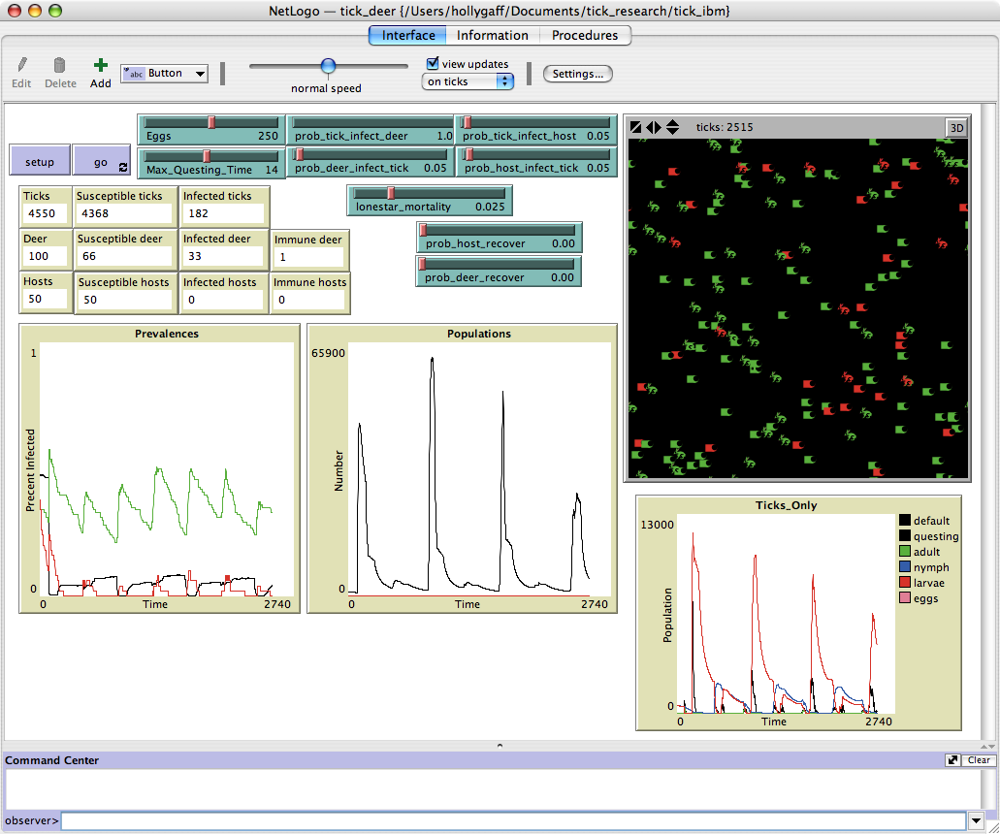 NetLogo — tick_deer {/Users/hollygaff/Documents/tick_research/tick_ibm}
Interface Information Procedures
Edit Delete Add abc Button normal speed view updates on ticks Settings...
setup go
Eggs 250 prob_tick_infect_deer 1.0 prob_tick_infect_host 0.05
Max_Questing_Time 14 prob_deer_infect_tick 0.05 prob_host_infect_tick 0.05
lonestar_mortality 0.025
prob_host_recover 0.00
prob_deer_recover 0.00
Ticks Susceptible ticks Infected ticks
4550 4368 182
Deer Susceptible deer Infected deer Immune deer
100 66 33 1
Hosts Susceptible hosts Infected hosts Immune hosts
50 50 0 0
ticks: 2515 3D
Prevalences
1
Precent Infected
0
0 Time 2740
Populations
65900
Number
0
0 Time 2740
Ticks_Only
13000
Population
0
0 Time 2740
default
questing
adult
nymph
larvae
eggs
Command Center Clear
observer>